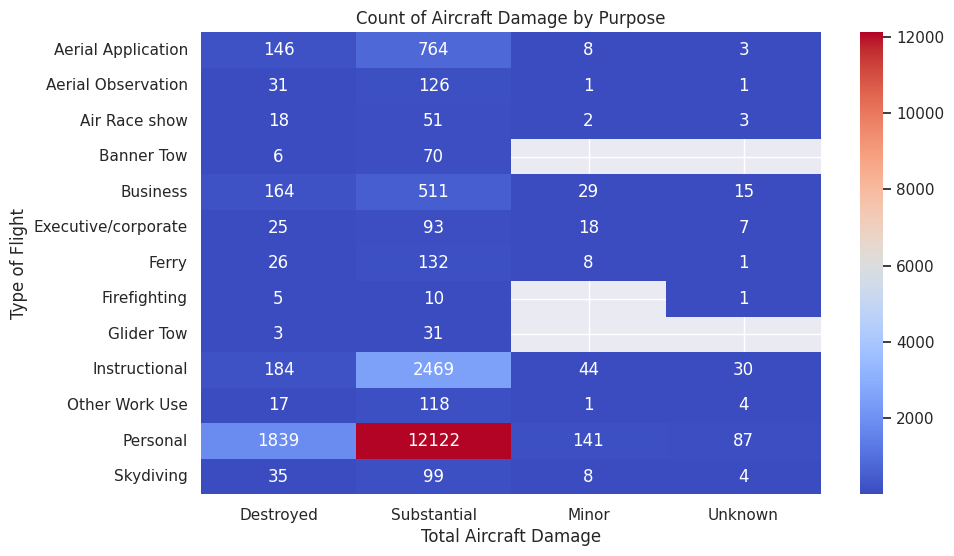 Count of Aircraft Damage by Purpose
Type of Flight
Aerial Application 146 764 8 3
Aerial Observation 31 126 1 1
Air Race show 18 51 2 3
Banner Tow 6 70
Business 164 511 29 15
Executive/corporate 25 93 18 7
Ferry 26 132 8 1
Firefighting 5 10 1
Glider Tow 3 31
Instructional 184 2469 44 30
Other Work Use 17 118 1 4
Personal 1839 12122 141 87
Skydiving 35 99 8 4
Destroyed Substantial Minor Unknown
Total Aircraft Damage
12000
10000
8000
6000
4000
2000